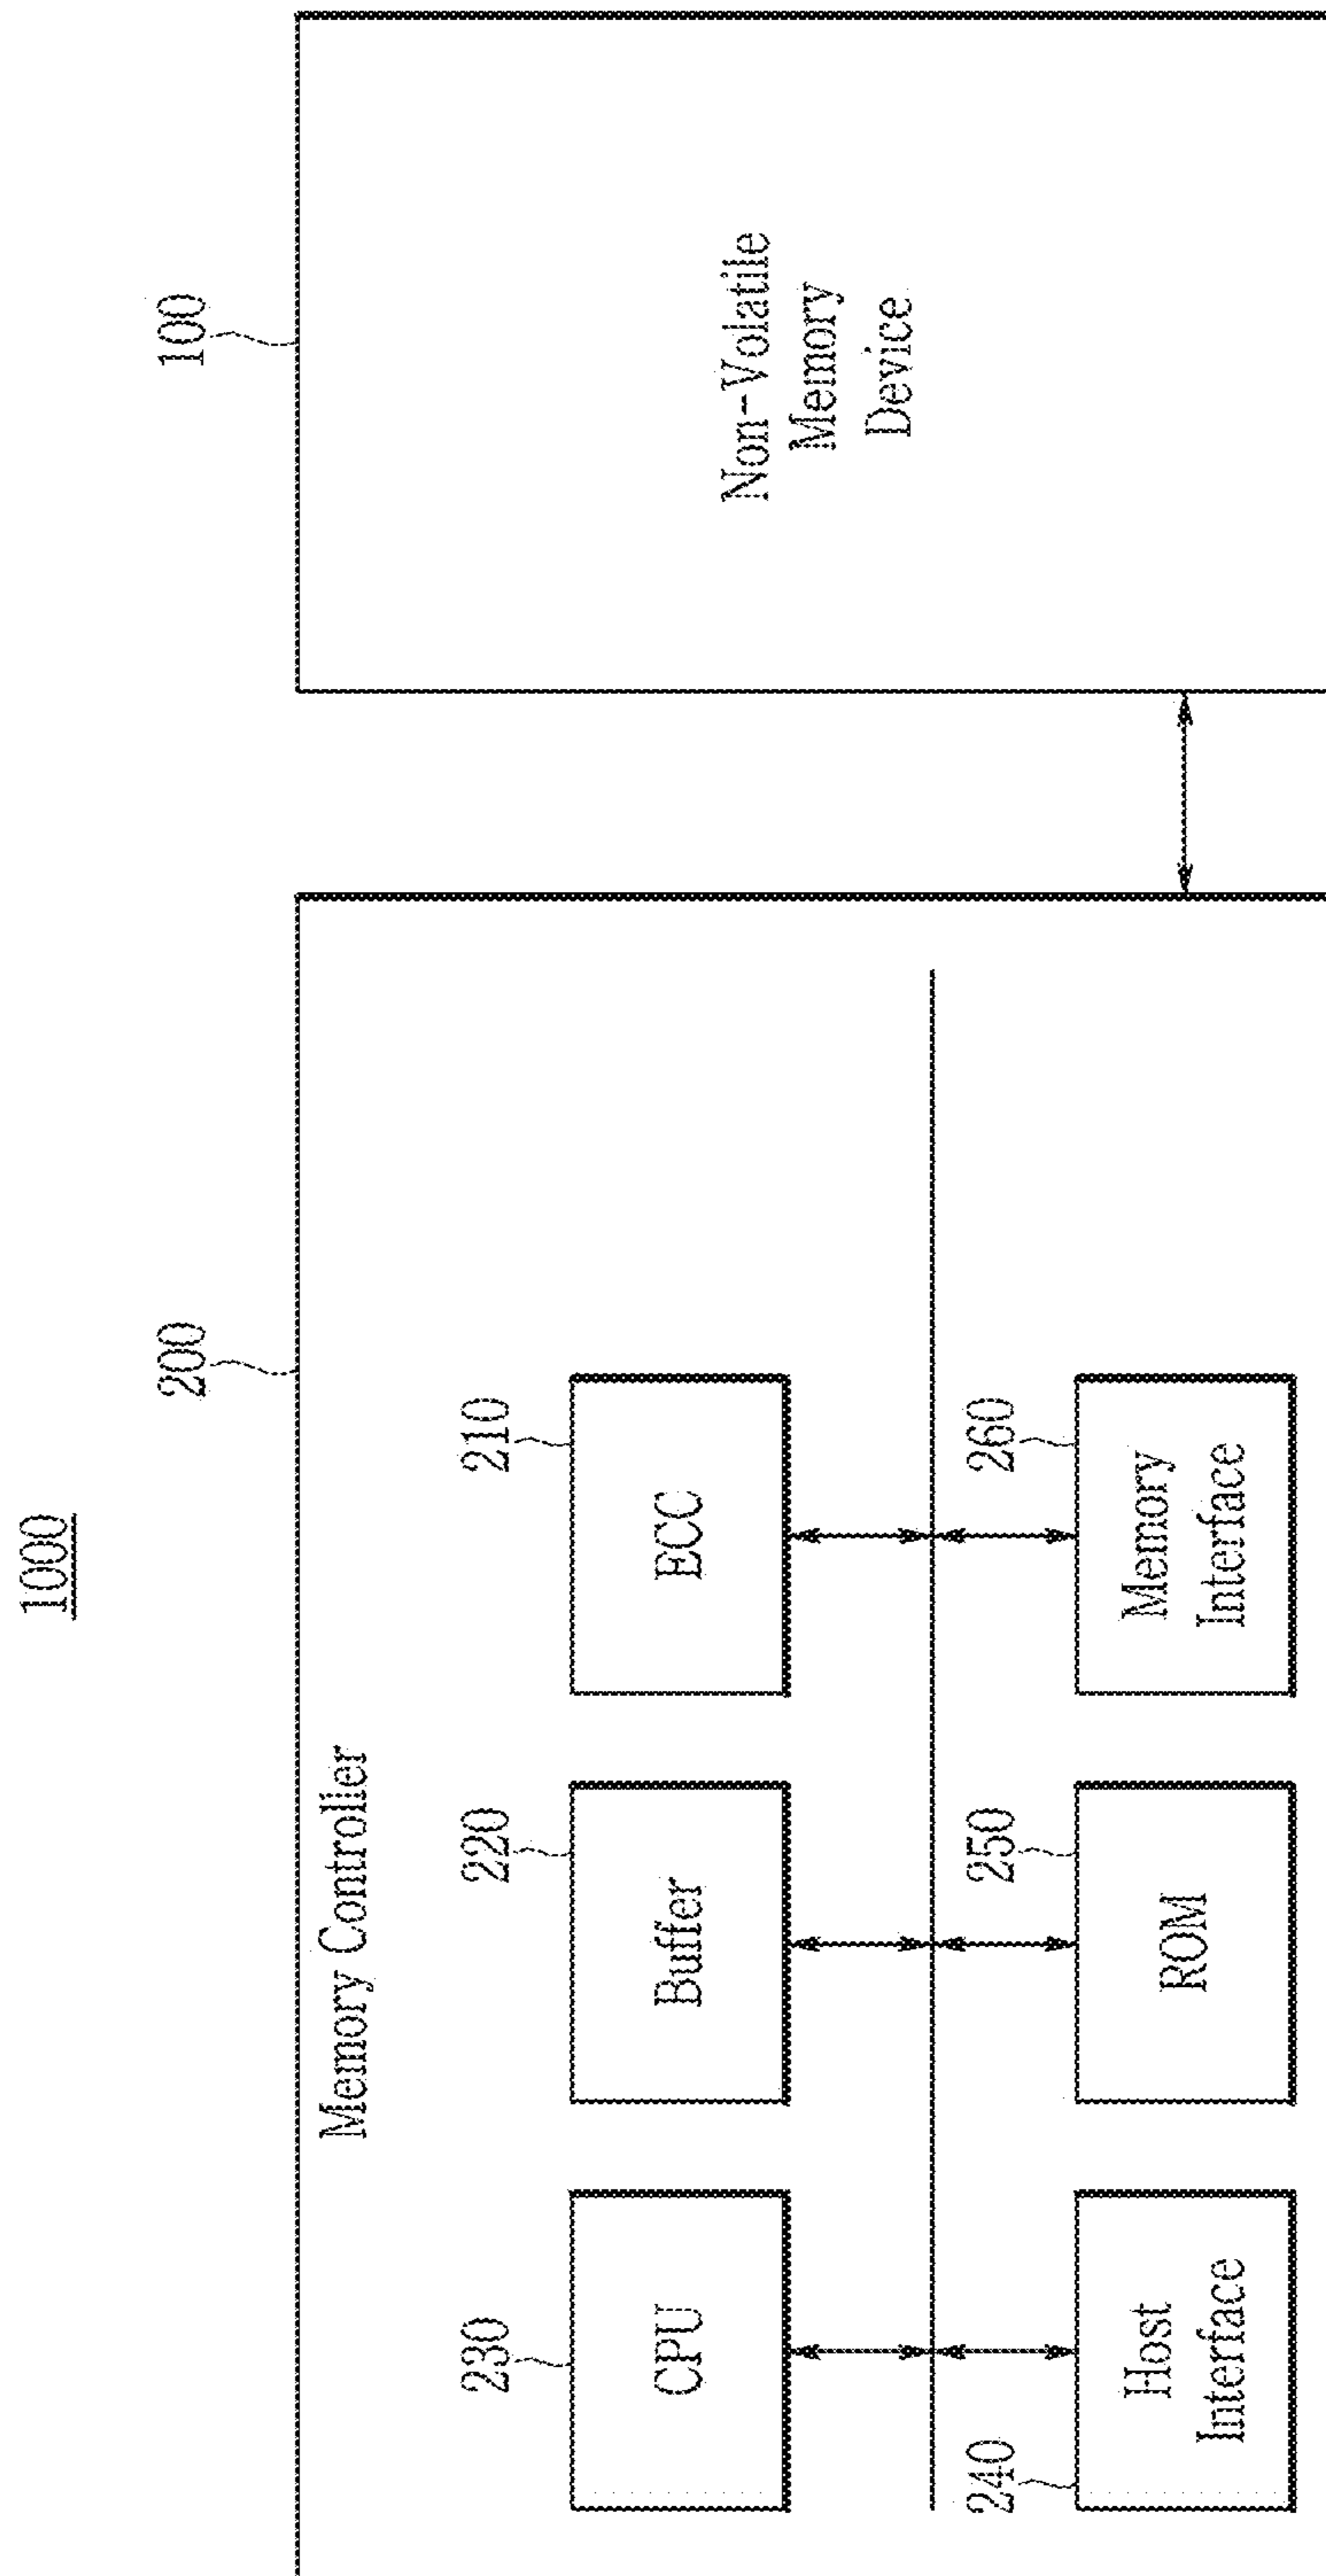 1000
200
100
Memory Controller
230
220
210
CPU
Buffer
ECC
Non-Volatile
Memory
Device
240
250
260
Host
Interface
ROM
Memory
Interface